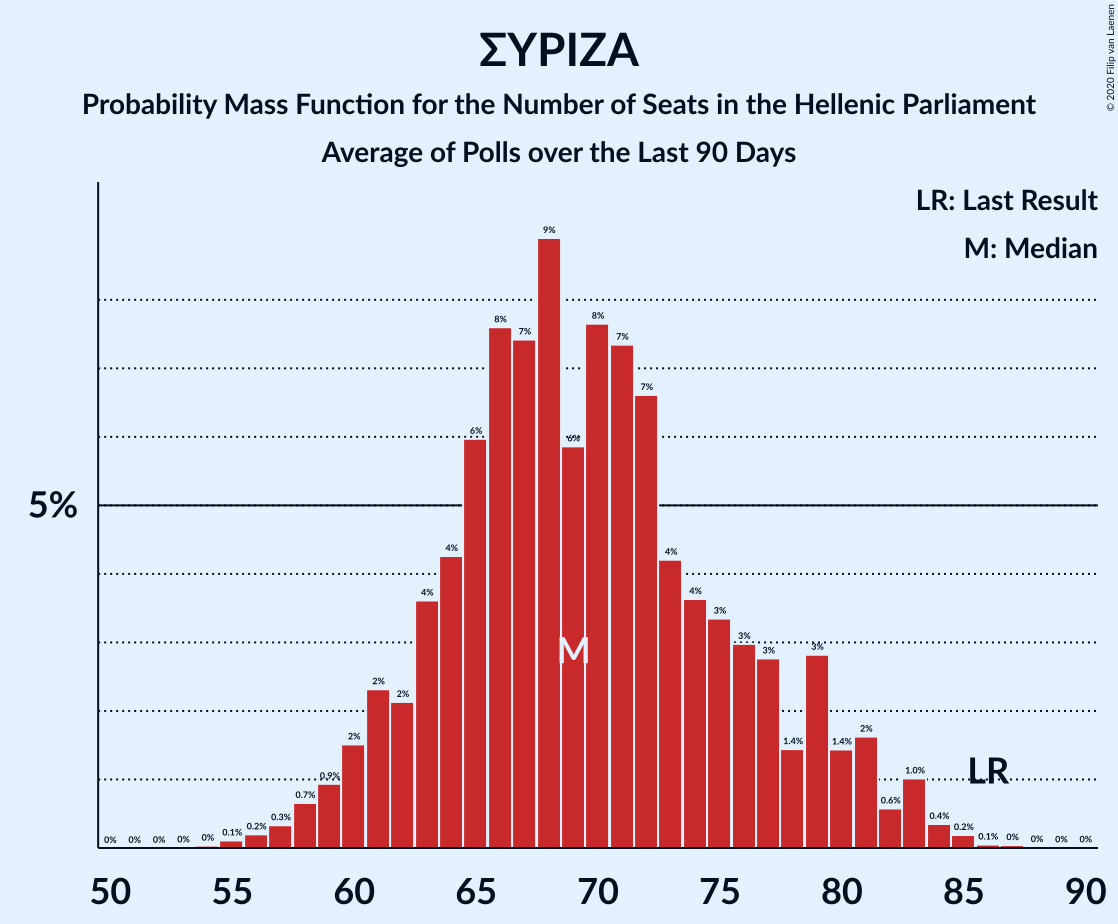 ΣΥΡΙΖΑ
Probability Mass Function for the Number of Seats in the Hellenic Parliament
Average of Polls over the Last 90 Days
© 2020 Filip van Laenen
LR: Last Result
M: Median
9%
8% 8%
7% 7%
7%
6% 6%
5%
4% 4%
4% 4%
3%
3% 3% 3%
M
2% 2%
2% 1.4% 1.4% 2%
LR
0.9% 1.0%
0.7% 0.6%
0% 0% 0% 0% 0% 0.1% 0.2% 0.3% 0.4% 0.2% 0.1% 0% 0% 0% 0%
50 55 60 65 70 75 80 85 90